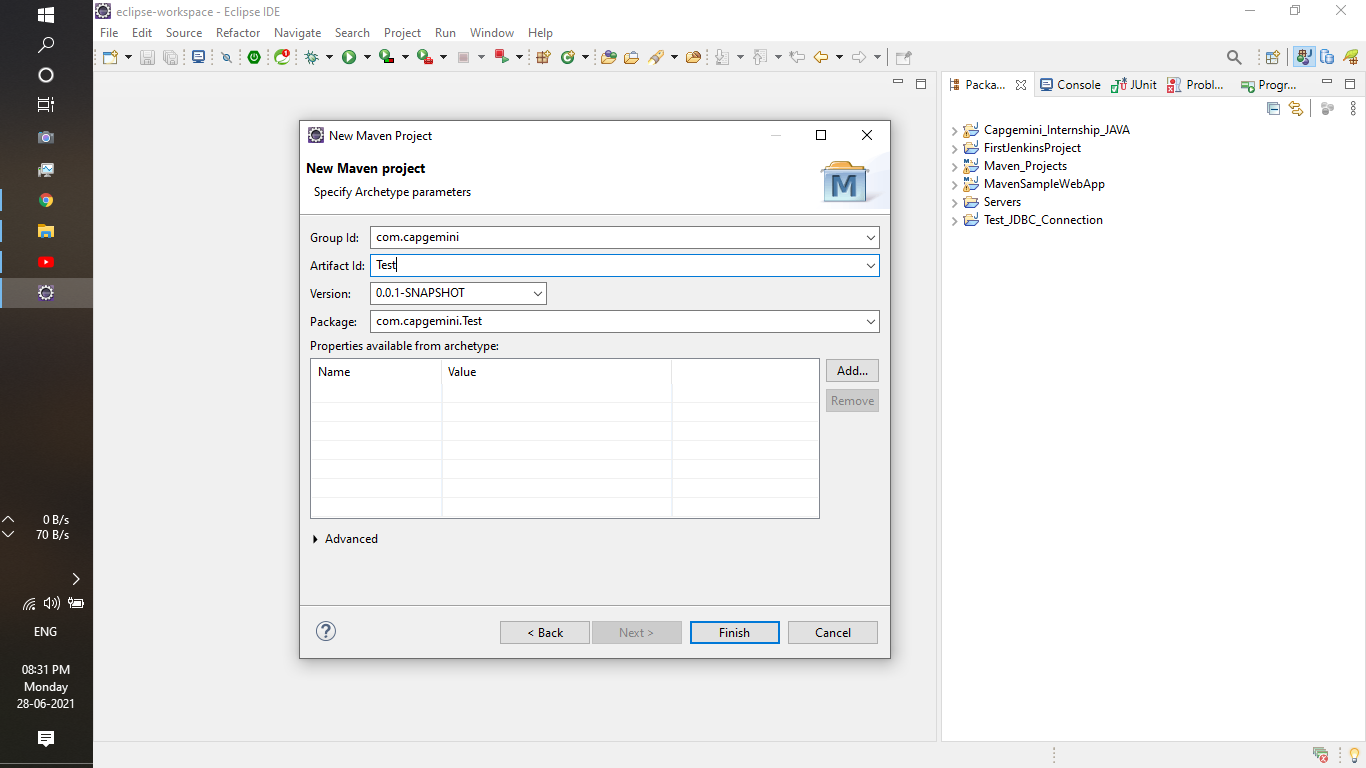 eclipse-workspace - Eclipse IDE
File Edit Source Refactor Navigate Search Project Run Window Help
Packa... Console JUnit Probl... Progr...
Capgemini_Internship_JAVA
FirstJenkinsProject
Maven_Projects
MavenSampleWebApp
Servers
Test_JDBC_Connection
New Maven Project
New Maven project
Specify Archetype parameters
M
Group Id: com.capgemini
Artifact Id: Test
Version: 0.0.1-SNAPSHOT
Package: com.capgemini.Test
Properties available from archetype:
Name Value
Add...
Remove
Advanced
< Back Next > Finish Cancel
0 B/s
70 B/s
ENG
08:31 PM
Monday
28-06-2021